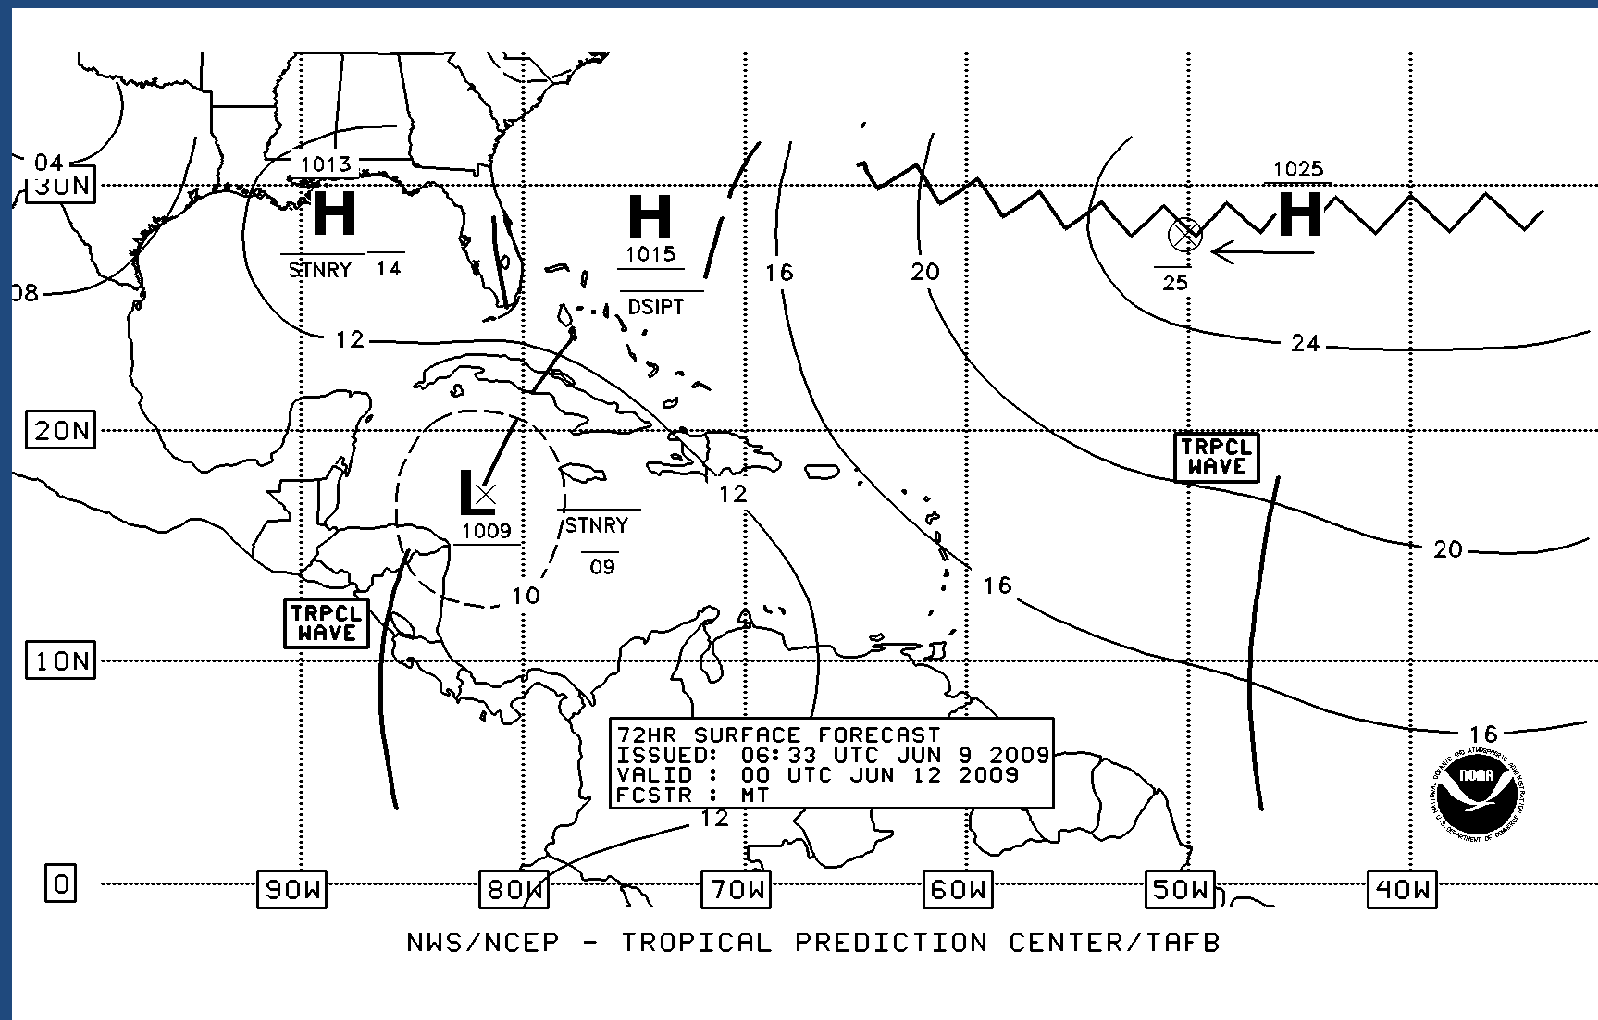 04
30N
1013
H
STNRY
14
H
1015
DSIPT
1025
H
25
08
12
16
20
24
20N
TRPCL
WAVE
L
1009
STNRY
09
12
10
16
20
TRPCL
WAVE
10N
72HR SURFACE FORECAST
ISSUED: 06:33 UTC JUN 9 2009
VALID : 00 UTC JUN 12 2009
FCSTR : MT
16
NOAA
12
0
90W
80W
70W
60W
50W
40W
NWS/NCEP - TROPICAL PREDICTION CENTER/TAFB